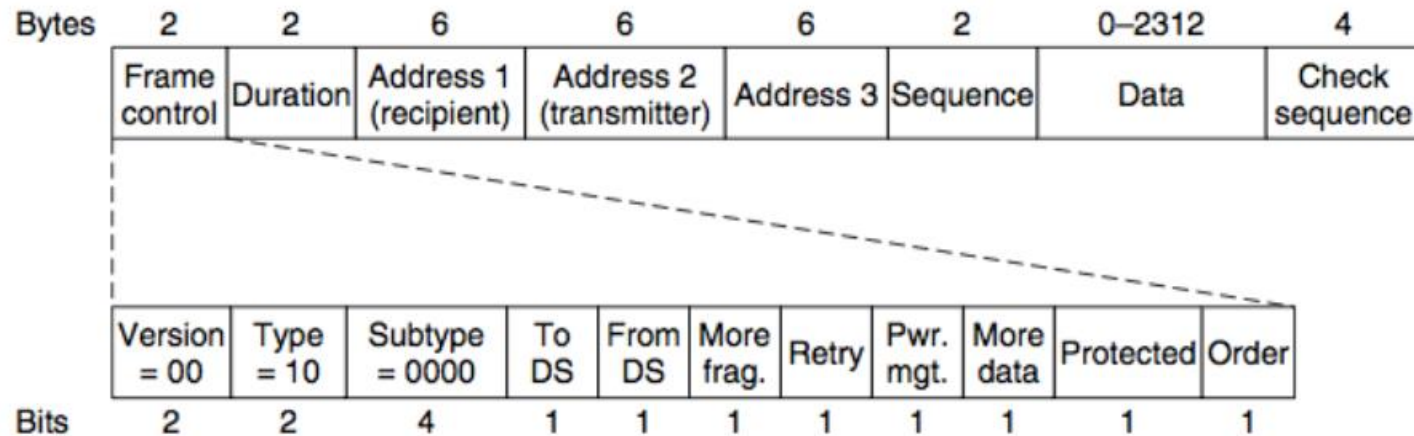 Bytes 2 2 6 6 6 2 0–2312 4
Frame control Duration Address 1 (recipient) Address 2 (transmitter) Address 3 Sequence Data Check sequence
Version = 00 Type = 10 Subtype = 0000 To DS From DS More frag. Retry Pwr. mgt. More data Protected Order
Bits 2 2 4 1 1 1 1 1 1 1 1